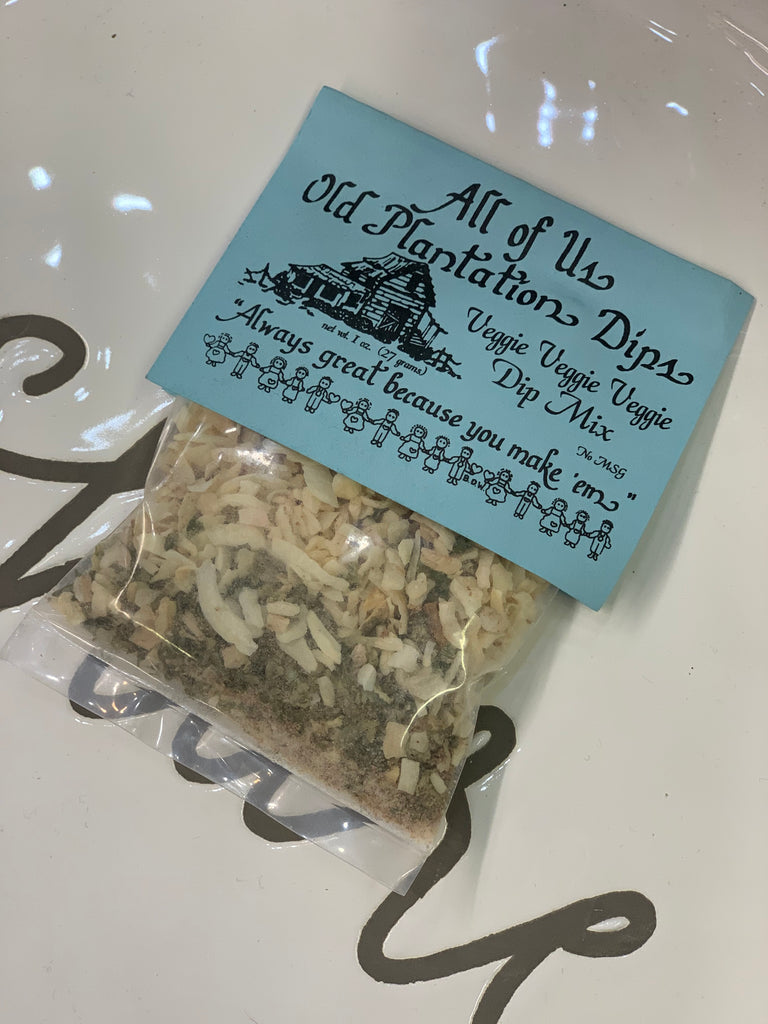 All of Us
Old Plantation Dips
Veggie Veggie Veggie
Dip Mix
net wt. 1 oz. (27 grams)
No MSG
"Always great because you make 'em"